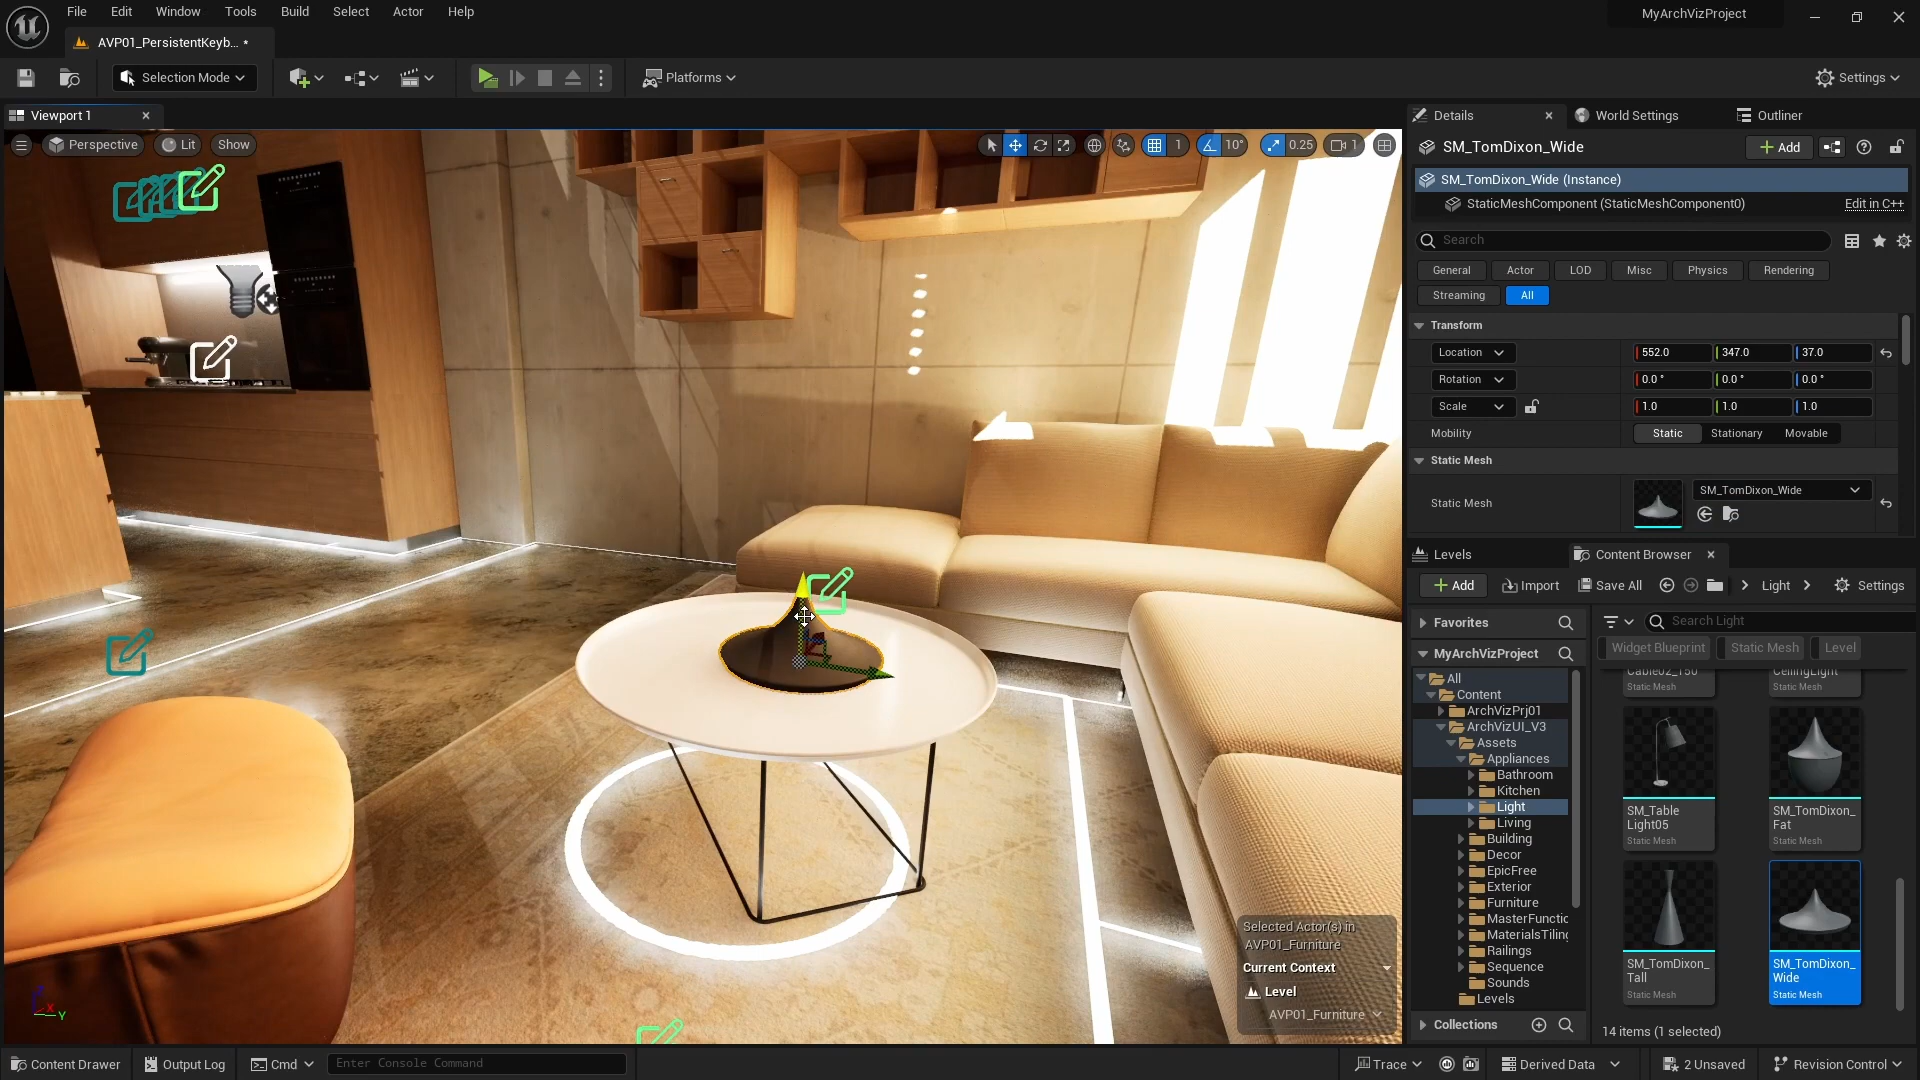 File Edit Window Tools Build Select Actor Help
MyArchVizProject
AVP01_PersistentKeyb... •
Selection Mode
Platforms
Settings
Viewport 1
Perspective Lit Show
1 10° 0.25 1
Details World Settings Outliner
SM_TomDixon_Wide
Add
SM_TomDixon_Wide (Instance)
StaticMeshComponent (StaticMeshComponent0) Edit in C++
Search
General Actor LOD Misc Physics Rendering
Streaming All
Transform
Location 552.0 347.0 37.0
Rotation 0.0 ° 0.0 ° 0.0 °
Scale 1.0 1.0 1.0
Mobility Static Stationary Movable
Static Mesh
Static Mesh SM_TomDixon_Wide
Levels Content Browser
Add Import Save All Light Settings
Favorites
Search Light
MyArchVizProject
Widget Blueprint Static Mesh Level
All
Content
ArchVizPrj01
ArchVizUI_V3
Assets
Appliances
Bathroom
Kitchen
Light
Living
Building
Decor
EpicFree
Exterior
Furniture
MasterFunctic
MaterialsTiling
Railings
Sequence
Sounds
Levels
Collections
Cable02_150
Static Mesh
CeilingLight
Static Mesh
SM_Table
Light05
Static Mesh
SM_TomDixon_
Fat
Static Mesh
SM_TomDixon_
Tall
Static Mesh
SM_TomDixon_
Wide
Static Mesh
14 items (1 selected)
Selected Actor(s) in
AVP01_Furniture
Current Context
Level
AVP01_Furniture
X
Y
Content Drawer Output Log Cmd Enter Console Command
Trace Derived Data 2 Unsaved Revision Control